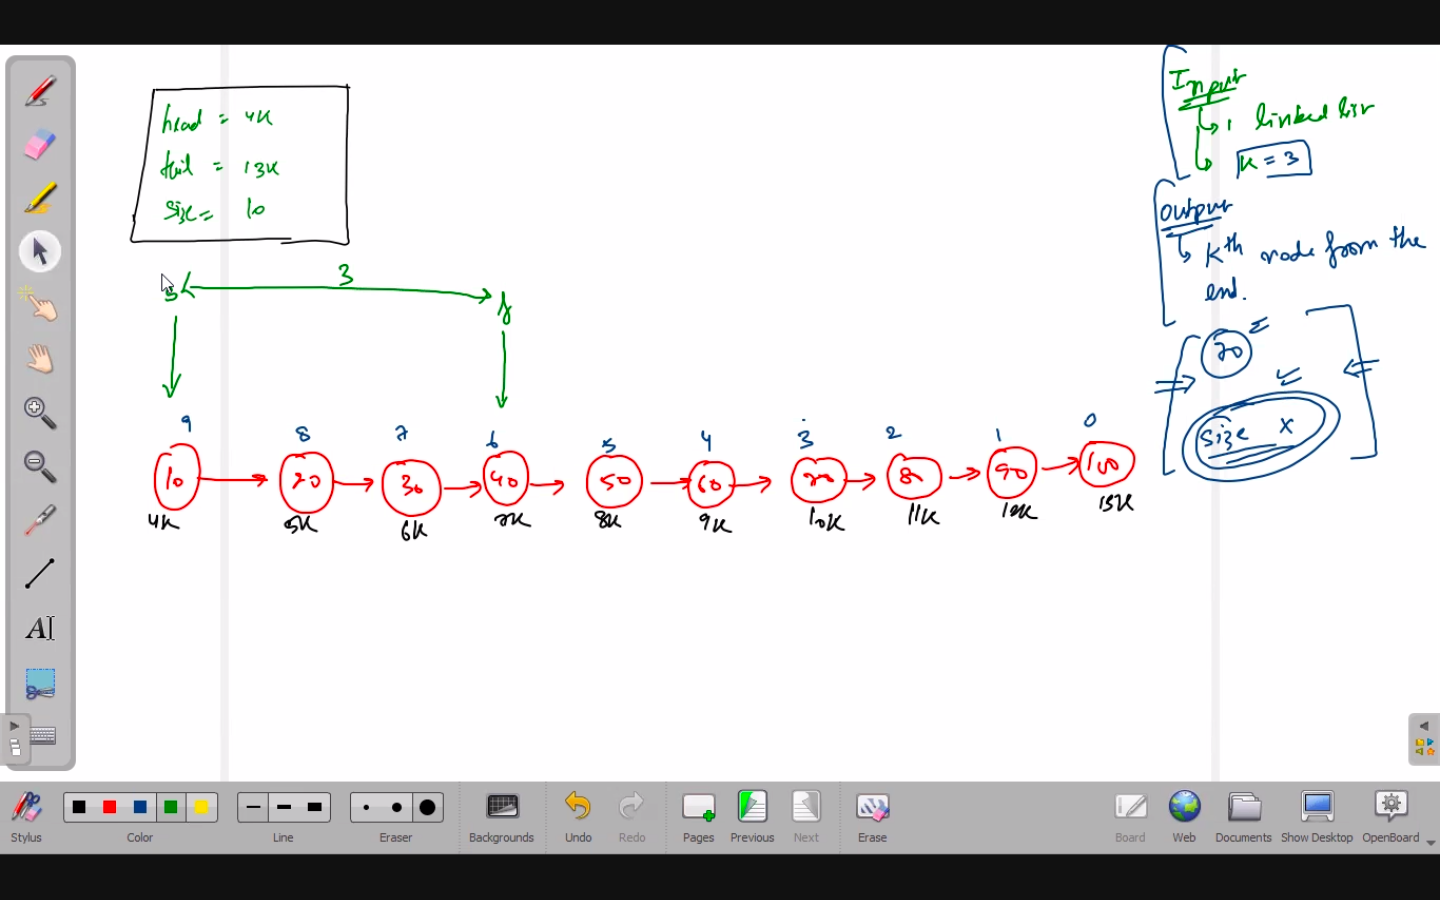 head = 4K
tail = 13K
size = 10
Input
1 linked list
K = 3
output
Kth node from the
end.
70
size X
s 3 f
9 8 7 6 5 4 3 2 1 0
10 20 30 40 50 60 70 80 90 100
4K 5K 6K 7K 8K 9K 10K 11K 12K 13K
Stylus Color Line Eraser Backgrounds Undo Redo Pages Previous Next Erase Board Web Documents Show Desktop OpenBoard